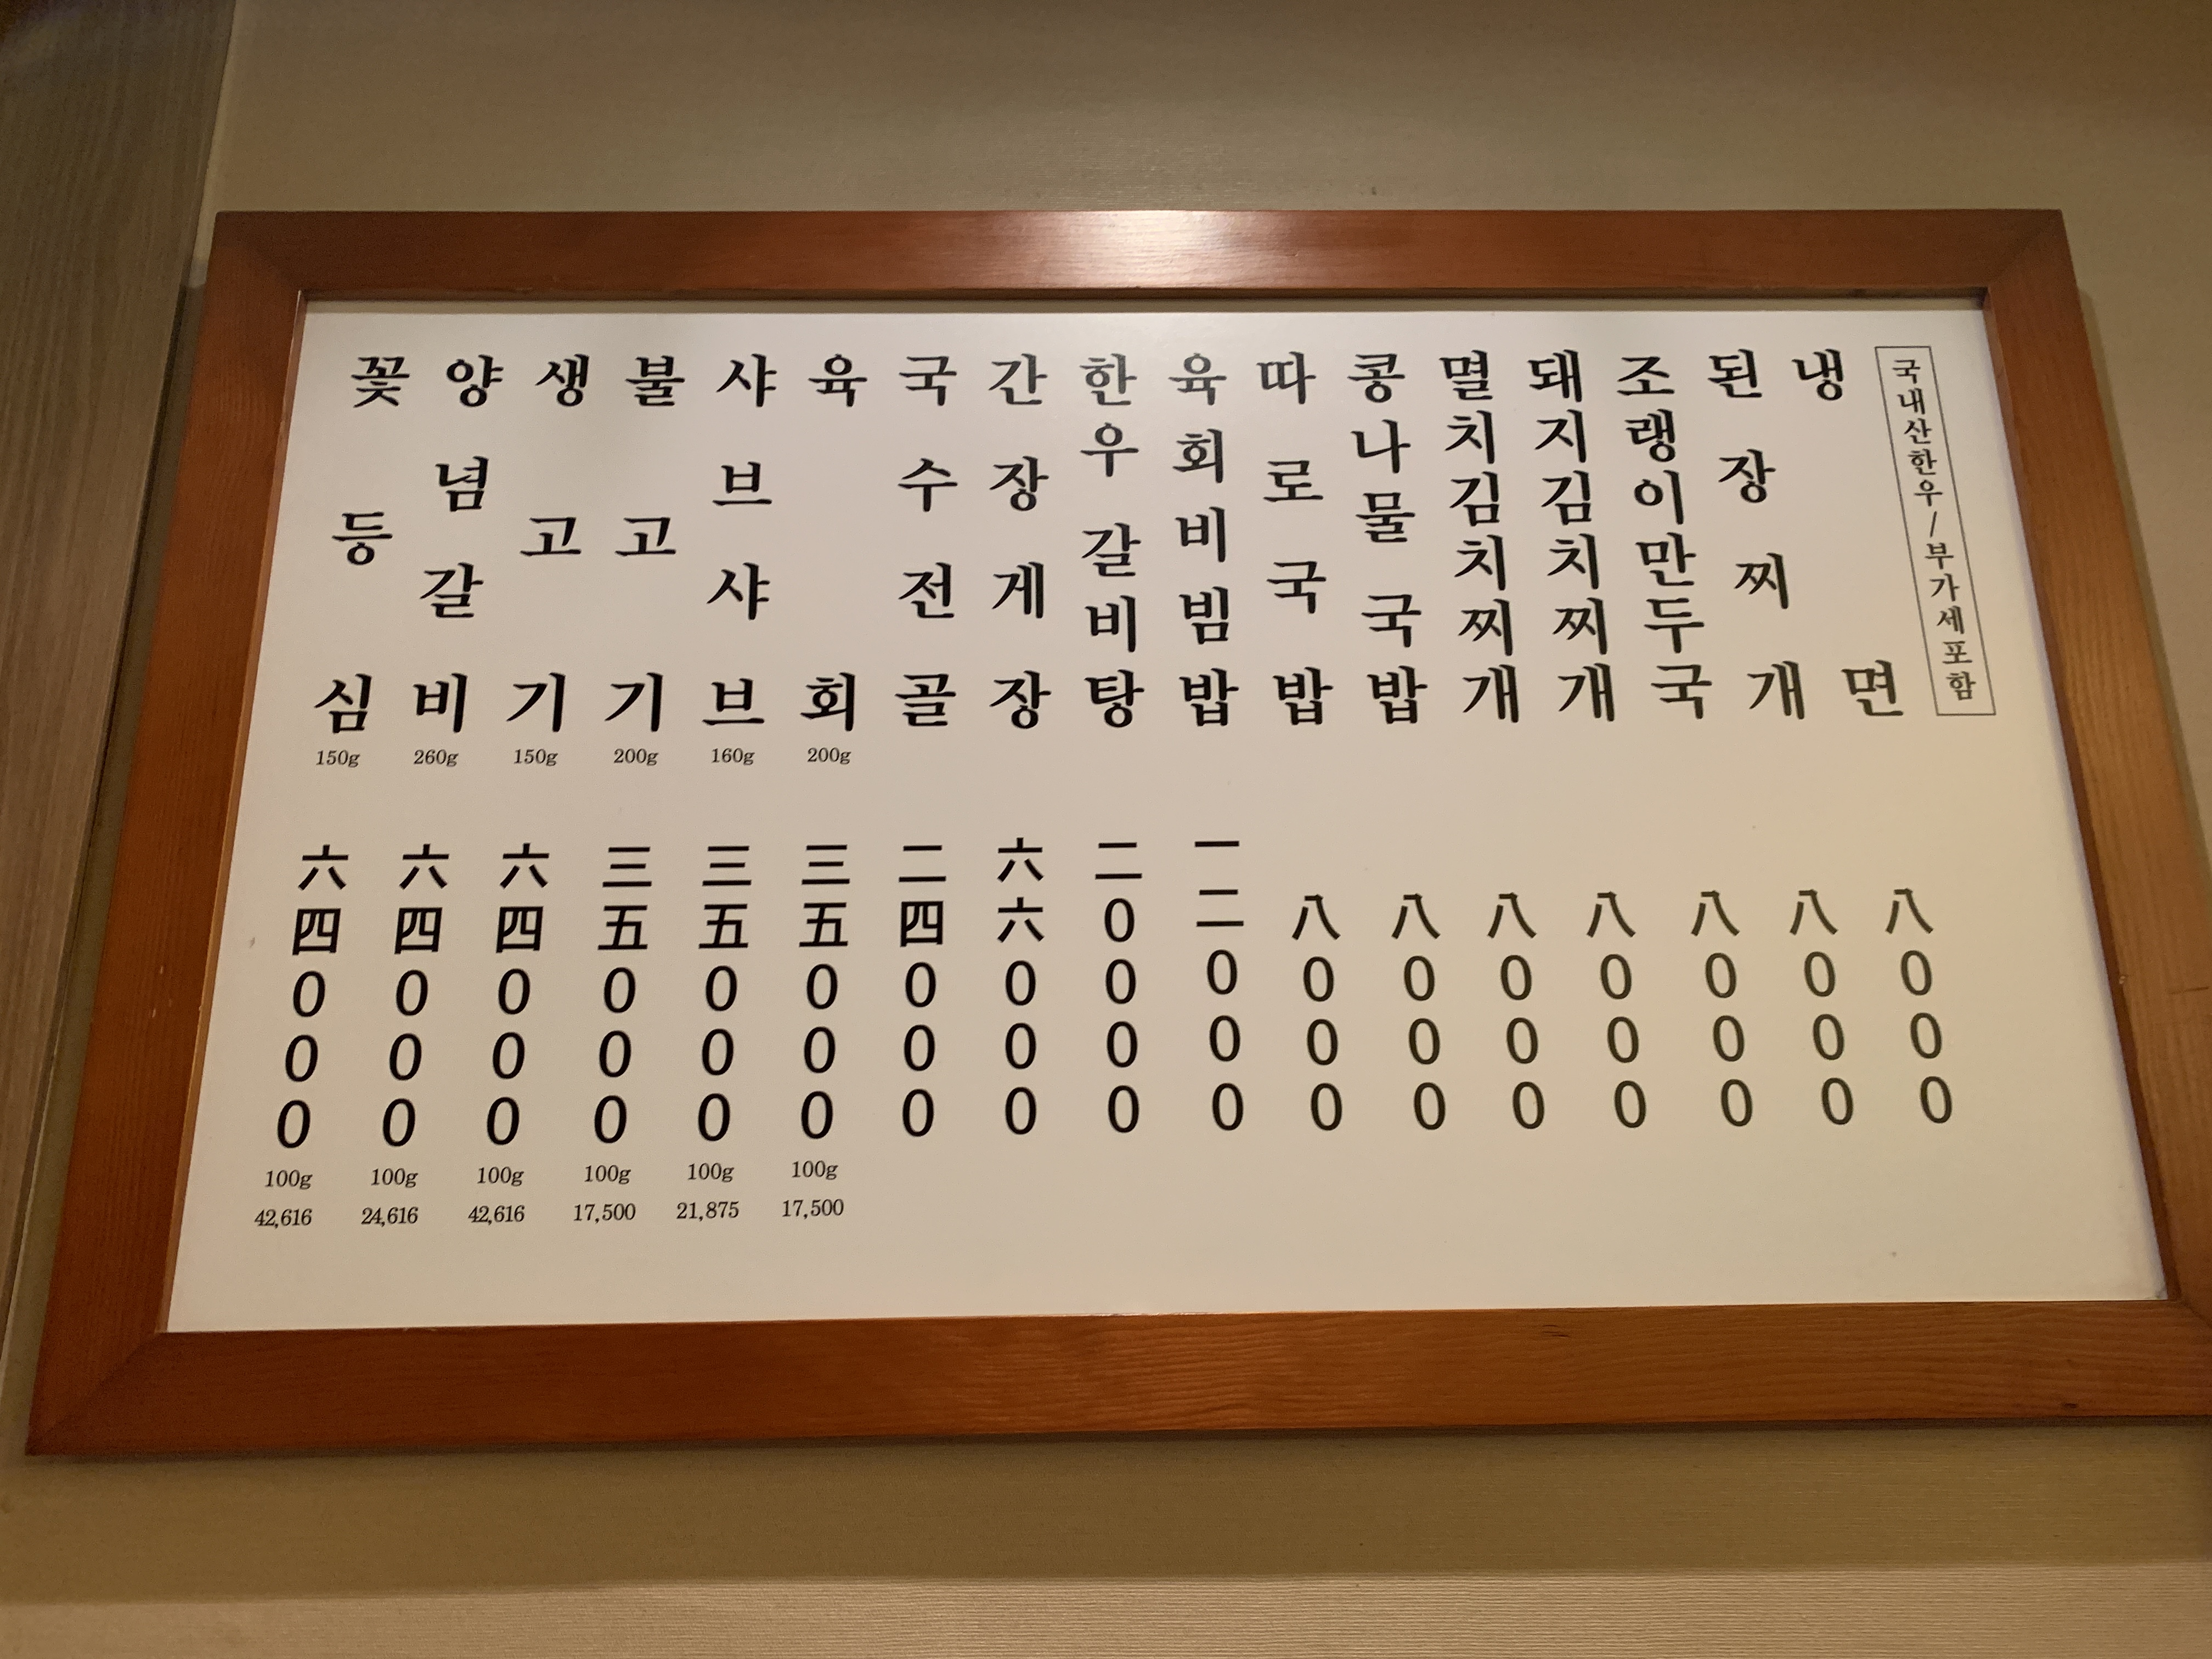 꽃등심
150g
六四000
100g
42,616
양념갈비
260g
六四000
100g
24,616
생고기
150g
六四000
100g
42,616
불고기
200g
三五000
100g
17,500
샤브샤브
160g
三五000
100g
21,875
육회
200g
三五000
100g
17,500
국수전골
二四000
간장게장
六六000
한우갈비탕
二0000
육회비빔밥
一二000
따로국밥
八000
콩나물국밥
八000
멸치김치찌개
八000
돼지김치찌개
八000
조랭이만두국
八000
된장찌개
八000
냉면
八000
국내산한우/부가세포함